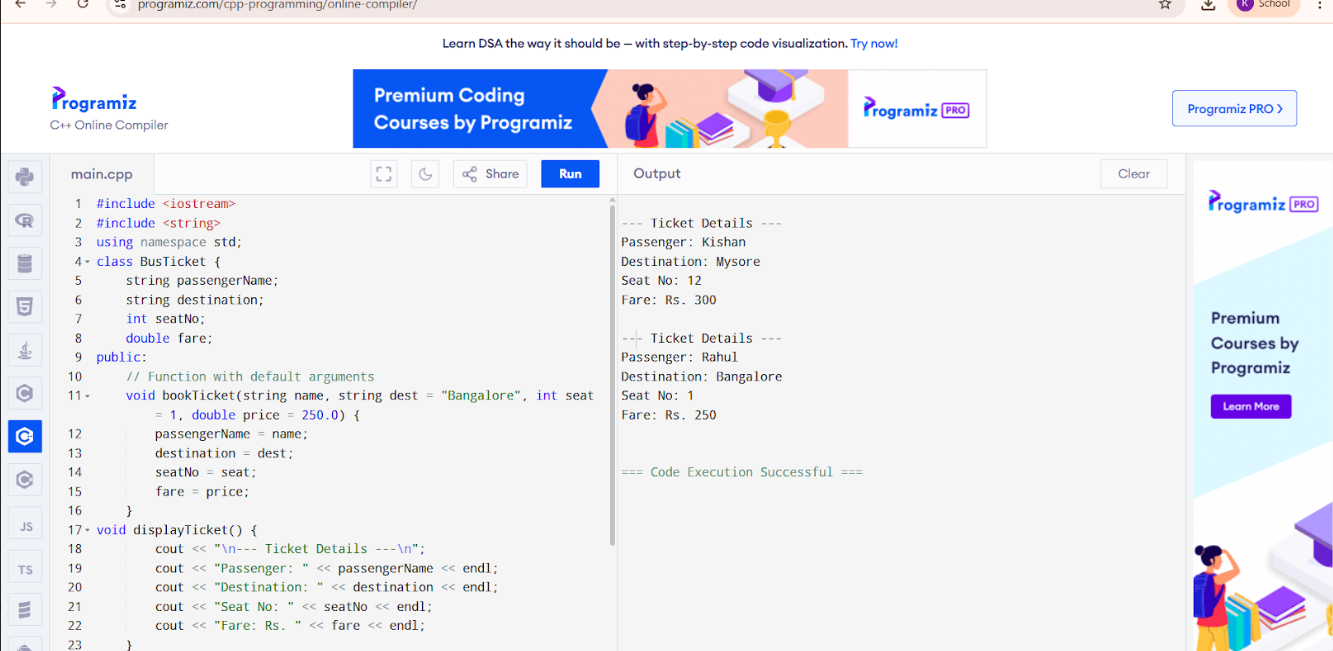 programiz.com/cpp-programming/online-compiler/
K School
Learn DSA the way it should be — with step-by-step code visualization. Try now!
Programiz
C++ Online Compiler
Premium Coding
Courses by Programiz
Programiz PRO
Programiz PRO >
main.cpp
Share
Run
Output
Clear
1 #include <iostream>
2 #include <string>
3 using namespace std;
4 class BusTicket {
5 string passengerName;
6 string destination;
7 int seatNo;
8 double fare;
9 public:
10 // Function with default arguments
11 void bookTicket(string name, string dest = "Bangalore", int seat
= 1, double price = 250.0) {
12 passengerName = name;
13 destination = dest;
14 seatNo = seat;
15 fare = price;
16 }
17 void displayTicket() {
18 cout << "\n--- Ticket Details ---\n";
19 cout << "Passenger: " << passengerName << endl;
20 cout << "Destination: " << destination << endl;
21 cout << "Seat No: " << seatNo << endl;
22 cout << "Fare: Rs. " << fare << endl;
23 }
--- Ticket Details ---
Passenger: Kishan
Destination: Mysore
Seat No: 12
Fare: Rs. 300
--- Ticket Details ---
Passenger: Rahul
Destination: Bangalore
Seat No: 1
Fare: Rs. 250
=== Code Execution Successful ===
JS
TS
Programiz PRO
Premium
Courses by
Programiz
Learn More